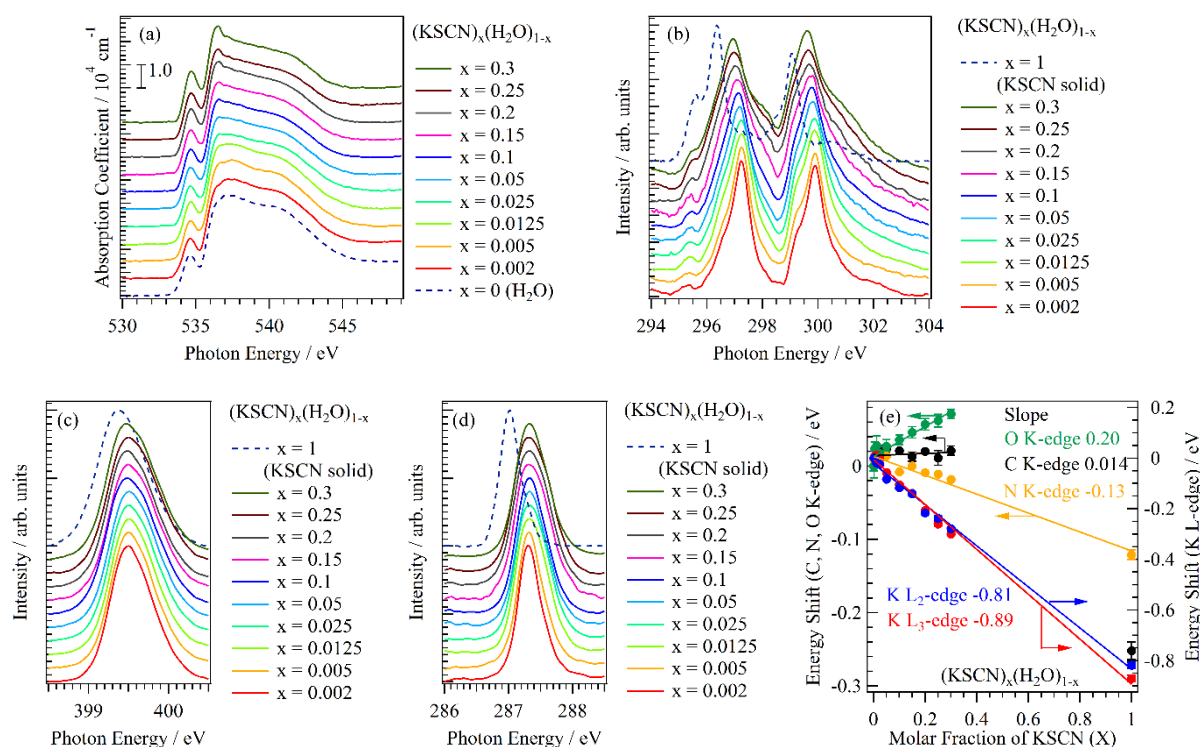 (a)
1.0
Absorption Coefficient / 10⁴ cm⁻¹
530 535 540 545
Photon Energy / eV
(KSCN)ₓ(H₂O)₁₋ₓ
x = 0.3
x = 0.25
x = 0.2
x = 0.15
x = 0.1
x = 0.05
x = 0.025
x = 0.0125
x = 0.005
x = 0.002
x = 0 (H₂O)
(b)
Intensity / arb. units
294 296 298 300 302 304
Photon Energy / eV
(KSCN)ₓ(H₂O)₁₋ₓ
x = 1
(KSCN solid)
x = 0.3
x = 0.25
x = 0.2
x = 0.15
x = 0.1
x = 0.05
x = 0.025
x = 0.0125
x = 0.005
x = 0.002
(c)
Intensity / arb. units
399 400
Photon Energy / eV
(KSCN)ₓ(H₂O)₁₋ₓ
x = 1
(KSCN solid)
x = 0.3
x = 0.25
x = 0.2
x = 0.15
x = 0.1
x = 0.05
x = 0.025
x = 0.0125
x = 0.005
x = 0.002
(d)
Intensity / arb. units
286 287 288
Photon Energy / eV
(KSCN)ₓ(H₂O)₁₋ₓ
x = 1
(KSCN solid)
x = 0.3
x = 0.25
x = 0.2
x = 0.15
x = 0.1
x = 0.05
x = 0.025
x = 0.0125
x = 0.005
x = 0.002
(e)
Energy Shift (C, N, O K-edge) / eV
0
-0.1
-0.2
-0.3
Slope
O K-edge 0.20
C K-edge 0.014
N K-edge -0.13
K L₂-edge -0.81
K L₃-edge -0.89
(KSCN)ₓ(H₂O)₁₋ₓ
0.2
0
-0.2
-0.4
-0.6
-0.8
Energy Shift (K L-edge) / eV
0 0.2 0.4 0.6 0.8 1
Molar Fraction of KSCN (X)